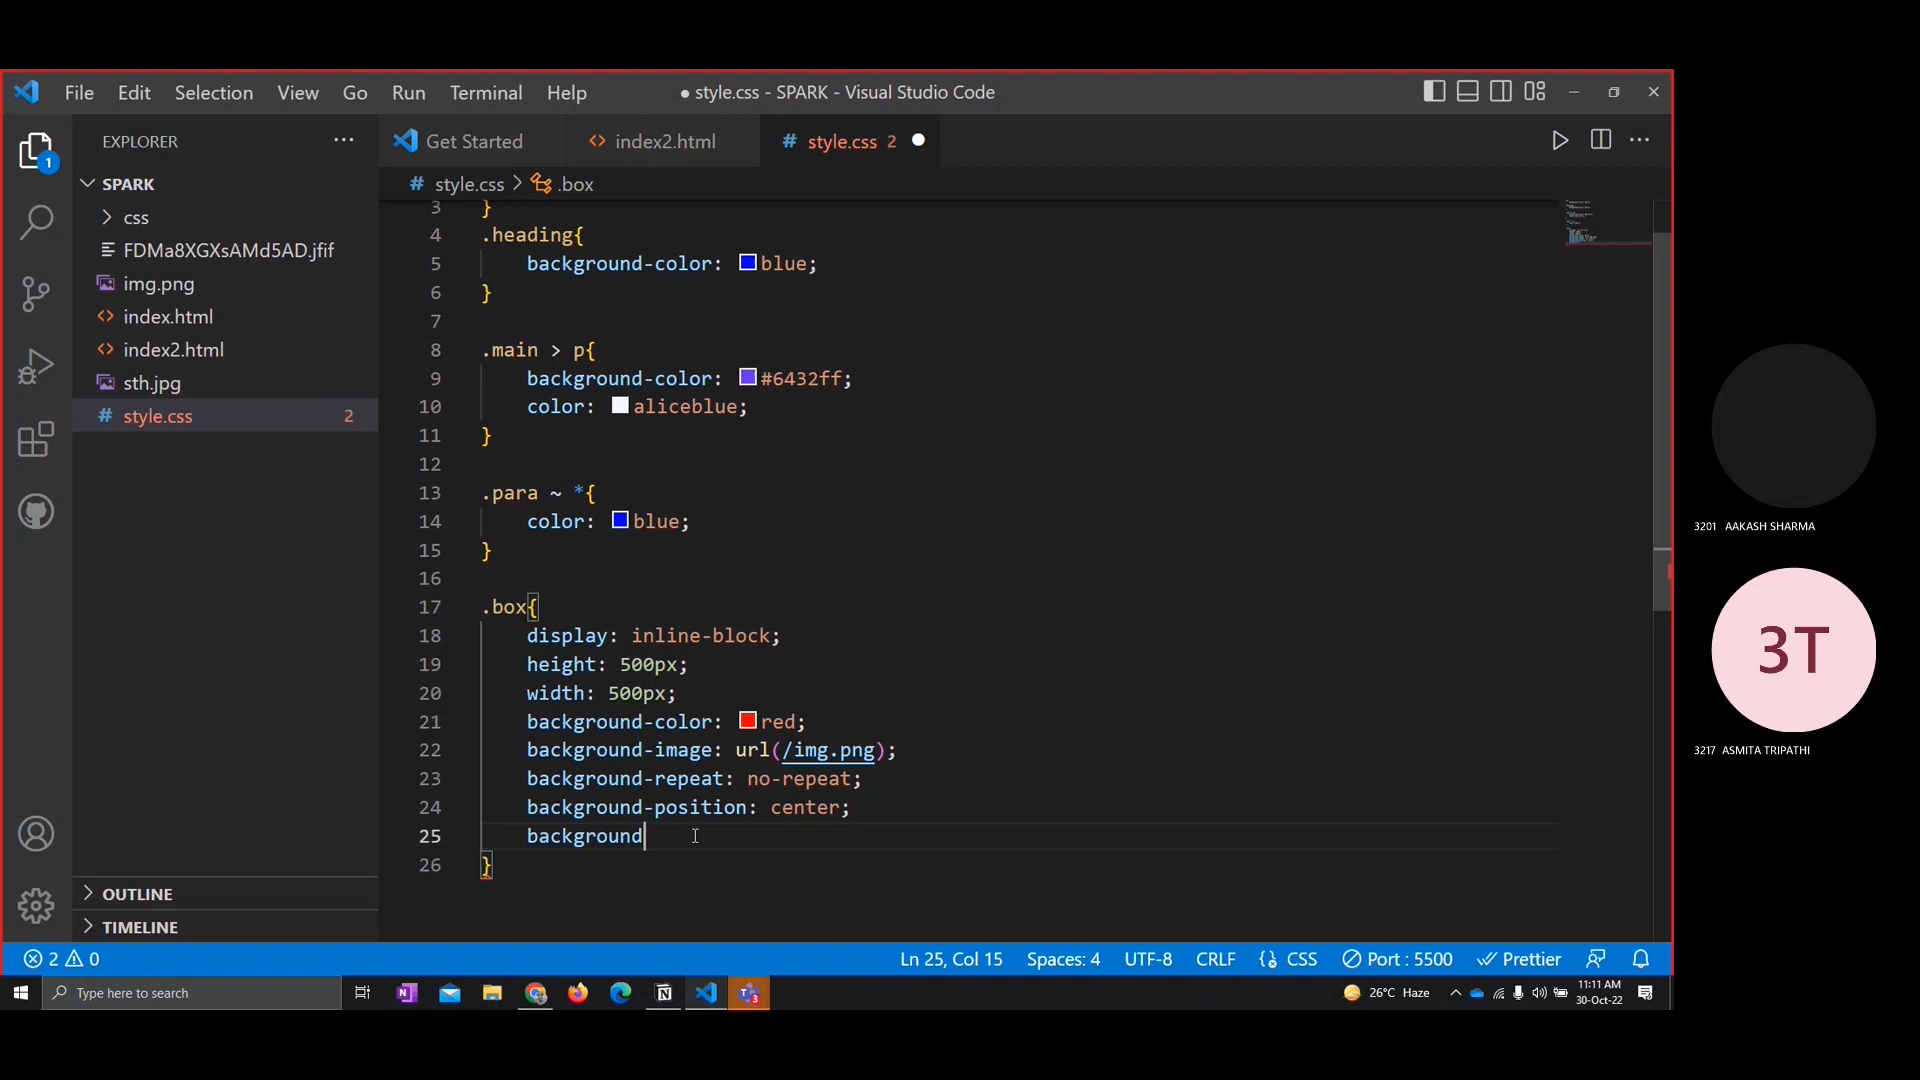 File Edit Selection View Go Run Terminal Help
● style.css - SPARK - Visual Studio Code
EXPLORER
Get Started
index2.html
# style.css 2
1
SPARK
# style.css > .box
css
FDMa8XGXsAMd5AD.jfif
img.png
index.html
index2.html
sth.jpg
# style.css 2
3 }
4 .heading{
5 background-color: blue;
6 }
7
8 .main > p{
9 background-color: #6432ff;
10 color: aliceblue;
11 }
12
13 .para ~ *{
14 color: blue;
15 }
16
17 .box{
18 display: inline-block;
19 height: 500px;
20 width: 500px;
21 background-color: red;
22 background-image: url(/img.png);
23 background-repeat: no-repeat;
24 background-position: center;
25 background
26 }
OUTLINE
TIMELINE
2 0
Ln 25, Col 15 Spaces: 4 UTF-8 CRLF {} CSS Port : 5500 Prettier
Type here to search
26°C Haze
11:11 AM
30-Oct-22
3201 AAKASH SHARMA
3T
3217 ASMITA TRIPATHI